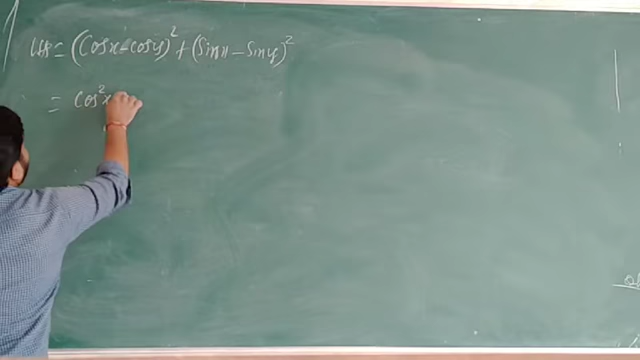 LHS = (Cosx - cosy)² + (Sinx - Siny)²
= Cos²x